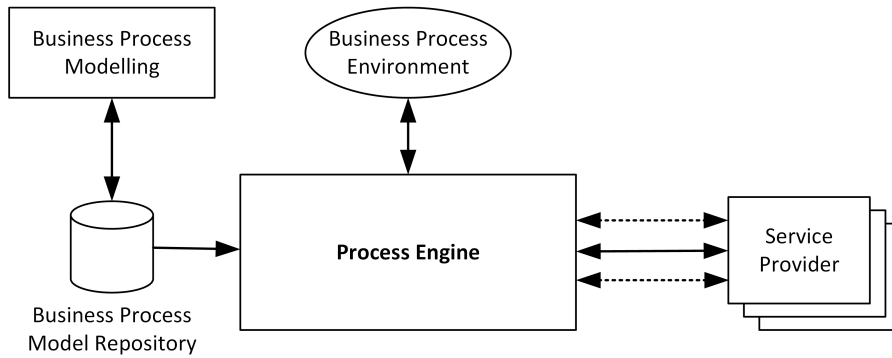 Business Process
Modelling
Business Process
Environment
Process Engine
Service
Provider
Business Process
Model Repository